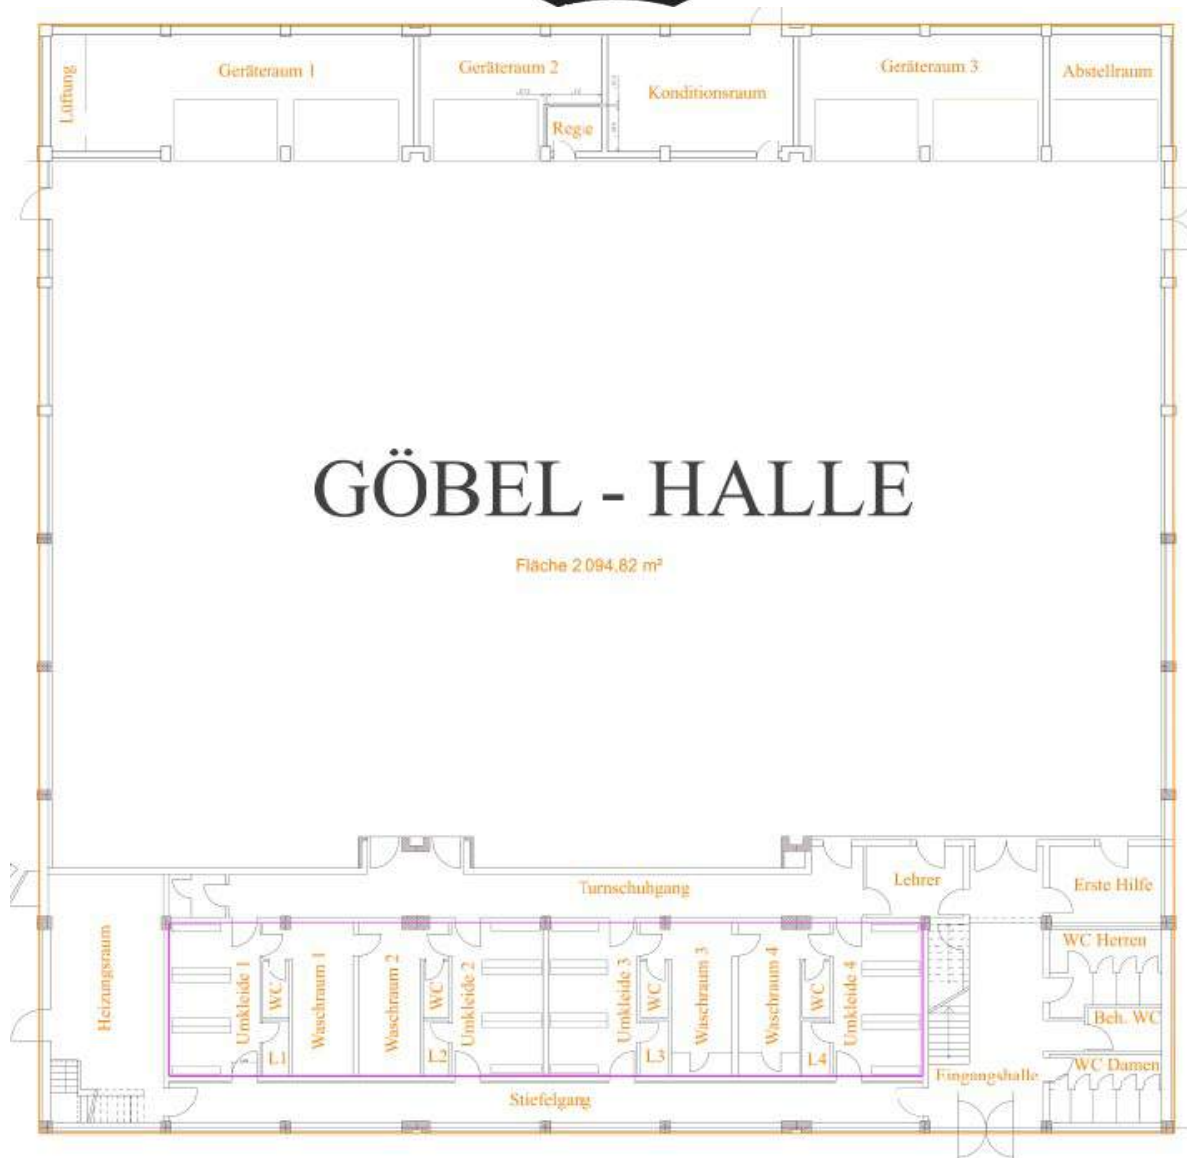 Lüftung
Geräteraum 1
Geräteraum 2
Regie
Konditionsraum
Geräteraum 3
Abstellraum
GÖBEL - HALLE
Fläche 2 094,82 m²
Turnschuhgang
Lehrer
Erste Hilfe
Heizungsraum
Umkleide 1
WC
L1
Waschraum 1
Waschraum 2
WC
L2
Umkleide 2
Umkleide 3
WC
L3
Waschraum 3
Waschraum 4
WC
L4
Umkleide 4
WC Herren
Beh. WC
WC Damen
Eingangshalle
Stiefelgang